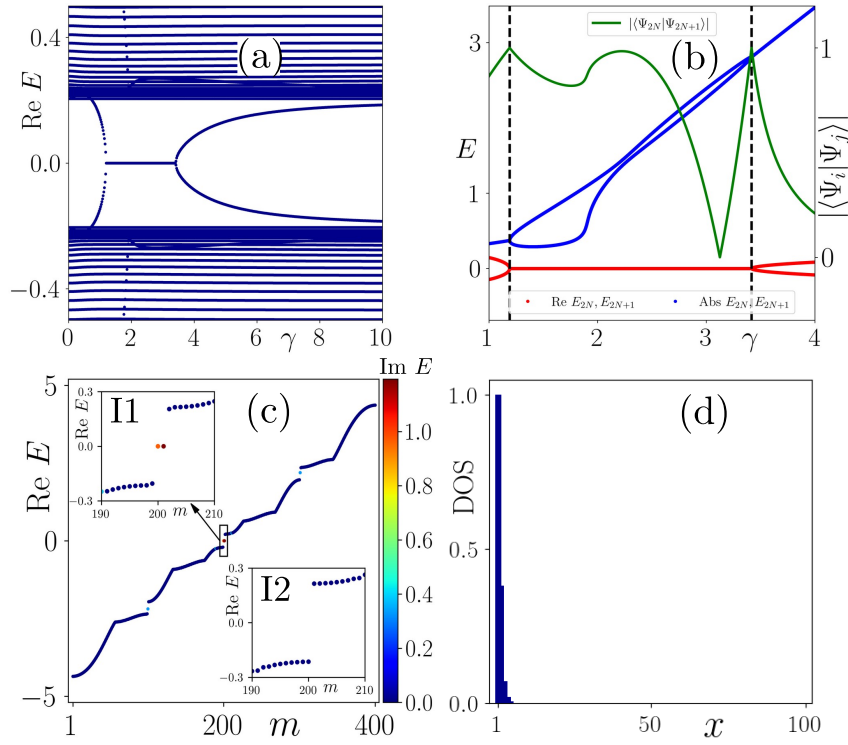 (a)
Re E
0.4
0.0
−0.4
0 2 4 6 8 10
γ
(b)
|⟨Ψ2N|Ψ2N+1⟩|
E
3
1
0
1
0
|⟨Ψi|Ψj⟩|
Re E2N, E2N+1
Abs E2N, E2N+1
1 2 3 4
γ
(c)
Re E
5
0
−5
1 200 400
m
I1
Re E
0.3
0.0
−0.3
190 200 210
m
I2
Re E
0.3
0.0
−0.3
190 200 210
m
Im E
1.0
0.8
0.6
0.4
0.2
0.0
(d)
DOS
1.0
0.5
0.0
1 50 100
x